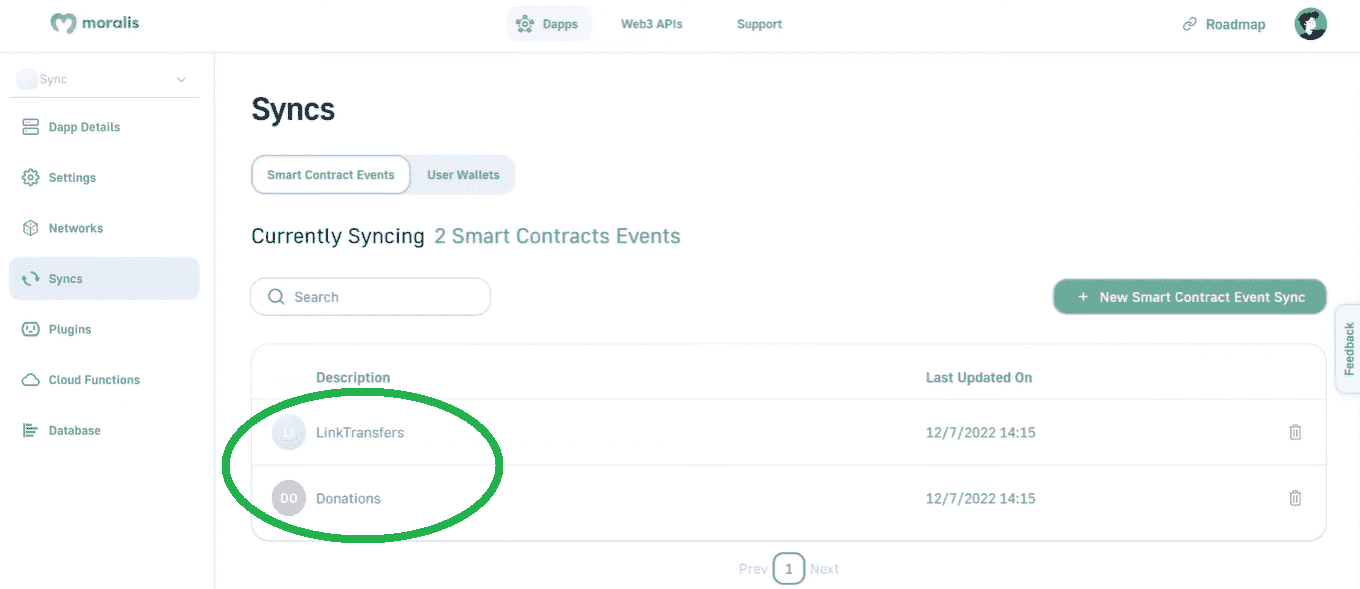 moralis
Dapps
Web3 APIs
Support
Roadmap
Sync
Dapp Details
Settings
Networks
Syncs
Plugins
Cloud Functions
Database
Syncs
Smart Contract Events
User Wallets
Currently Syncing 2 Smart Contracts Events
Search
+ New Smart Contract Event Sync
Description
Last Updated On
LI LinkTransfers 12/7/2022 14:15
DO Donations 12/7/2022 14:15
Prev 1 Next
Feedback